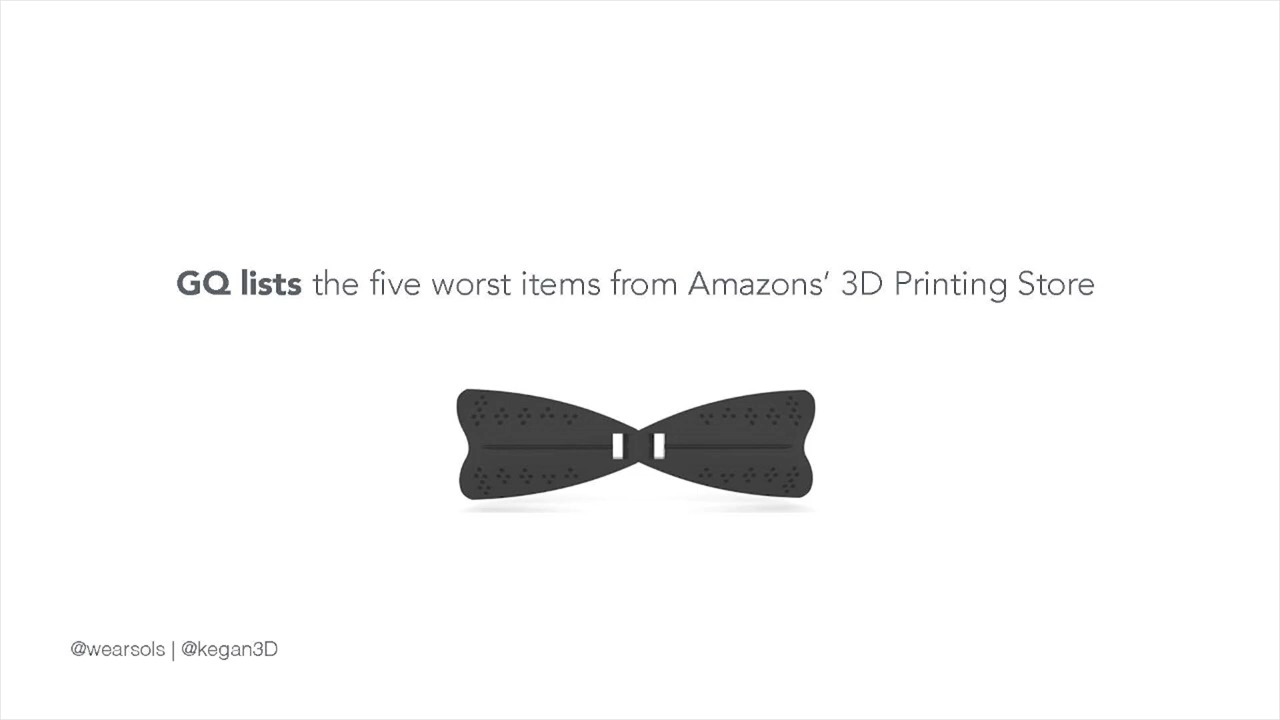 GQ lists the five worst items from Amazons’ 3D Printing Store
@wearsols | @kegan3D